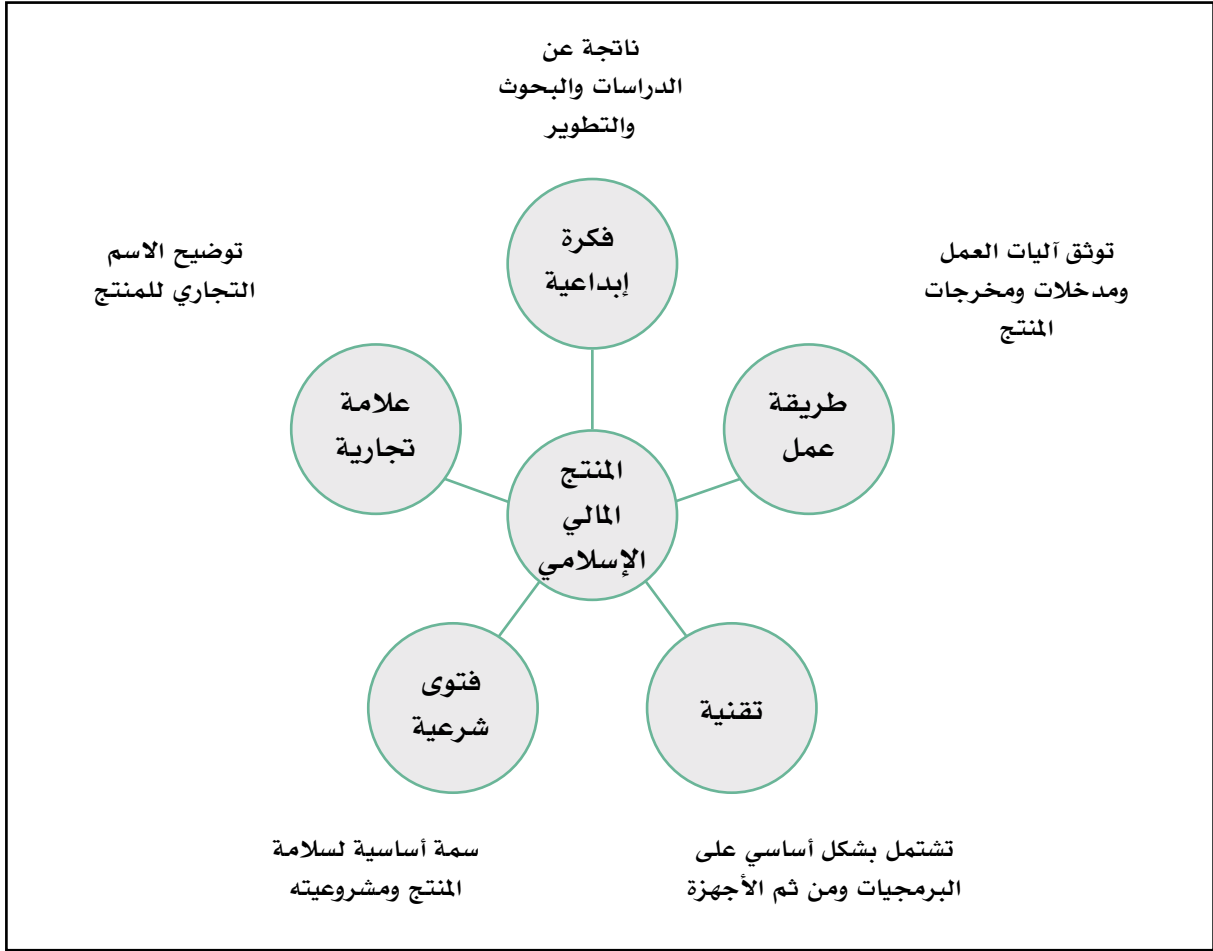 ناتجة عن
الدراسات والبحوث
والتطوير
فكرة
إبداعية
توثق آليات العمل
ومدخلات ومخرجات
المنتج
طريقة
عمل
توضيح الاسم
التجاري للمنتج
علامة
تجارية
المنتج
المالي
الإسلامي
تقنية
تشتمل بشكل أساسي على
البرمجيات ومن ثم الأجهزة
فتوى
شرعية
سمة أساسية لسلامة
المنتج ومشروعيته